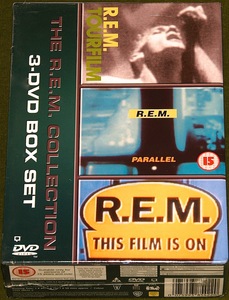 THE R.E.M. COLLECTION
3-DVD BOX SET
R.E.M.
TOURFILM
R.E.M.
PARALLEL
15
R.E.M.
THIS FILM IS ON
DVD
15